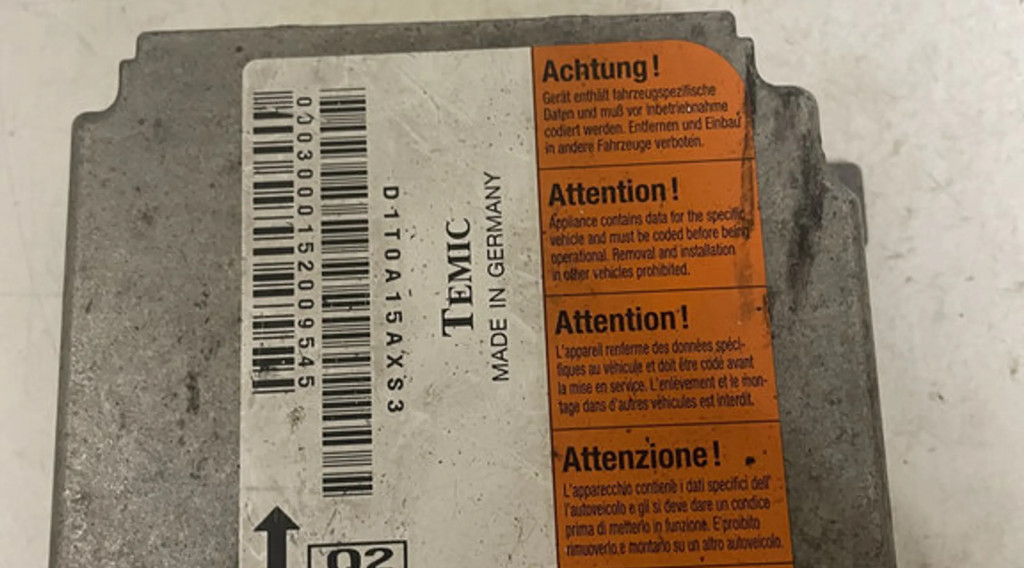 0003000152009545
D1T0A15AXS3
TEMIC
MADE IN GERMANY
Achtung!
Gerät enthält fahrzeugspezifische
Daten und muß vor Inbetriebnahme
codiert werden. Entfernen und Einbau
in andere Fahrzeuge verboten.
Attention!
Appliance contains data for the specific
vehicle and must be coded before being
operational. Removal and installation
in other vehicles prohibited.
Attention!
L'appareil renferme des données spéci-
fiques au véhicule et doit être codé avant
la mise en service. L'enlèvement et le mon-
tage dans d'autres véhicules est interdit.
Attenzione!
L'apparecchio contiene i dati specifici dell'
l'autoveicolo e gli si deve dare un condice
prima di metterlo in funzione. E'proibito
rimuoverlo e montarlo su un altro autoveicolo.
02